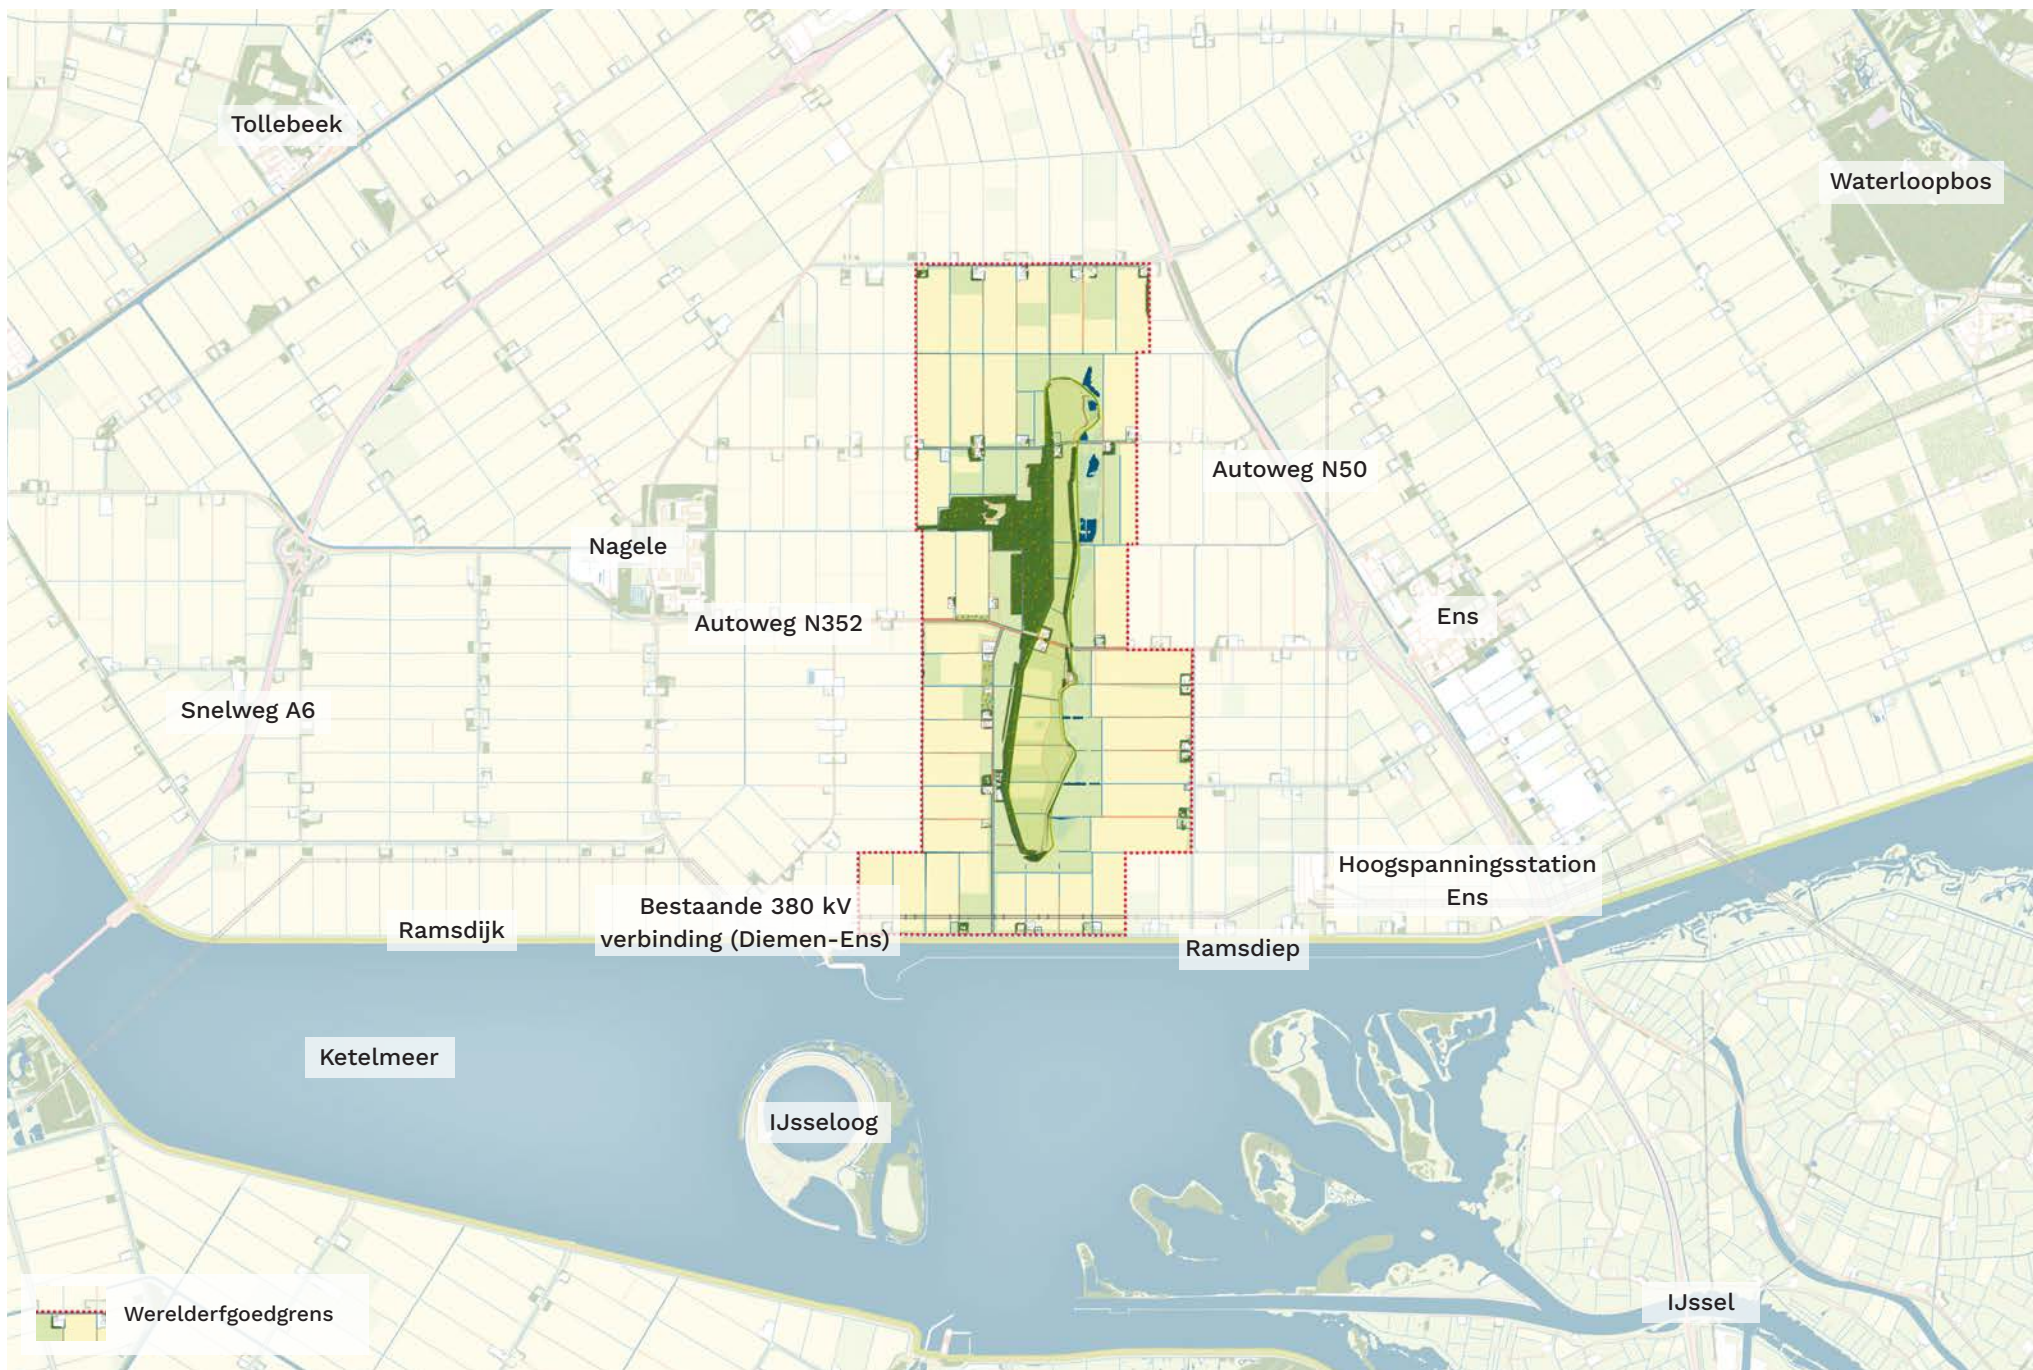 Tollebeek
Waterloopbos
Autoweg N50
Nagele
Ens
Autoweg N352
Snelweg A6
Hoogspanningsstation
Ens
Bestaande 380 kV
verbinding (Diemen-Ens)
Ramsdijk
Ramsdiep
Ketelmeer
IJsseloog
IJssel
Werelderfgoedgrens